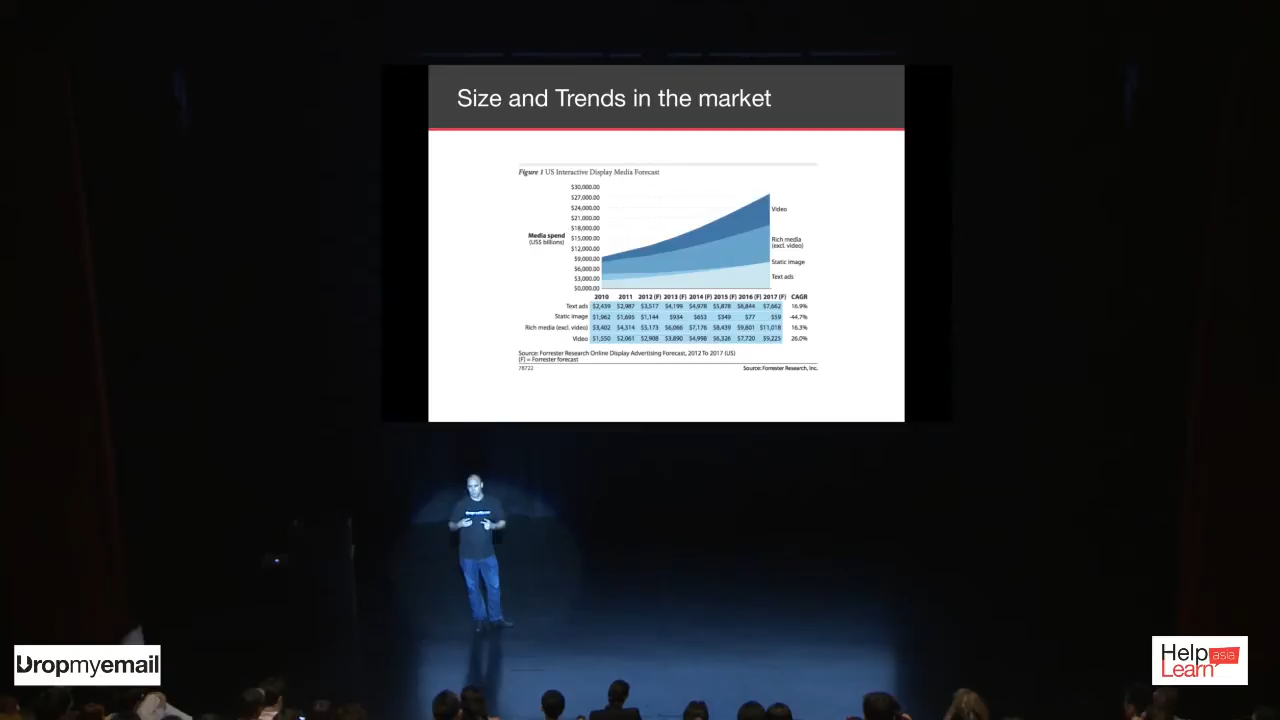 Size and Trends in the market
Figure 1 US Interactive Display Media Forecast
$30,000.00
$27,000.00
$24,000.00
$21,000.00
$18,000.00
$15,000.00
$12,000.00
$9,000.00
$6,000.00
$3,000.00
$0,000.00
Media spend
(US$ billions)
Video
Rich media
(excl. video)
Static image
Text ads
2010 2011 2012 (F) 2013 (F) 2014 (F) 2015 (F) 2016 (F) 2017 (F) CAGR
Text ads $2,439 $2,987 $3,517 $4,199 $4,978 $5,878 $6,844 $7,662 16.9%
Static image $1,962 $1,695 $1,144 $934 $653 $349 $77 $59 -44.7%
Rich media (excl. video) $3,402 $4,314 $5,173 $6,066 $7,176 $8,439 $9,801 $11,018 16.3%
Video $1,550 $2,061 $2,908 $3,890 $4,998 $6,326 $7,720 $9,225 26.0%
Source: Forrester Research Online Display Advertising Forecast, 2012 To 2017 (US)
(F) = Forrester forecast
78722 Source: Forrester Research, Inc.
Dropmyemail
Help asia
Learn